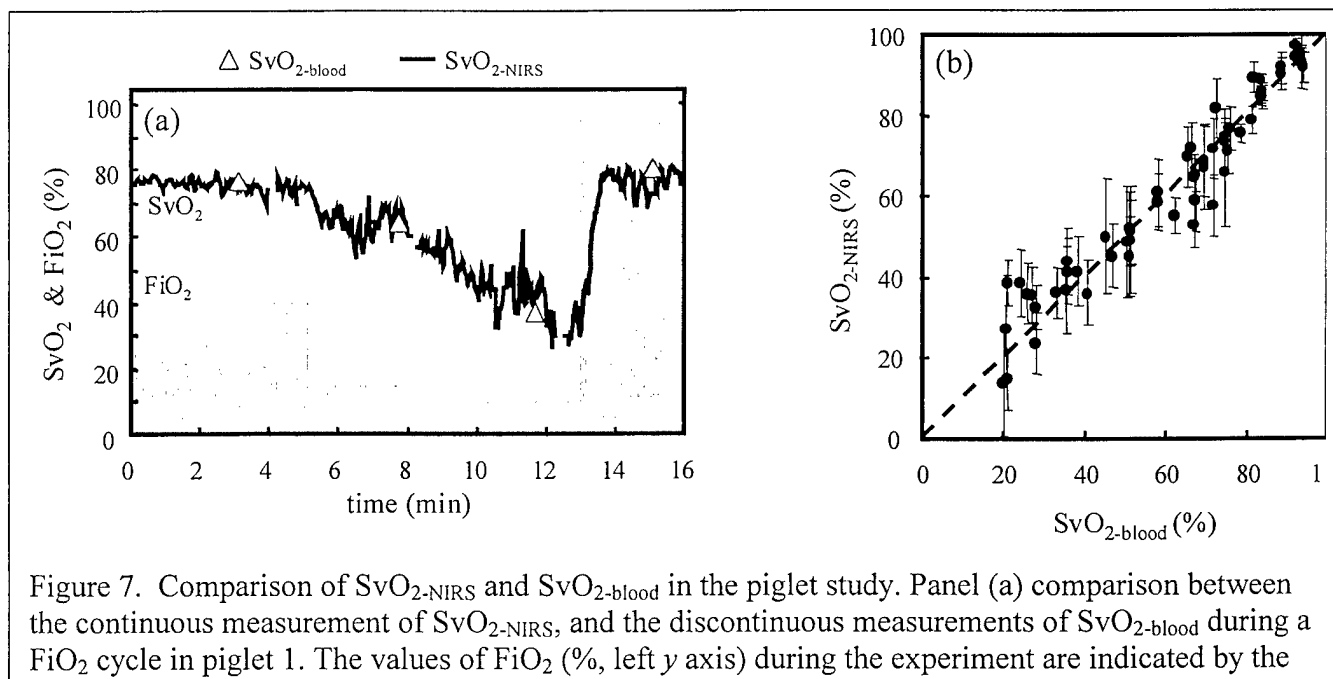 △ SvO2-blood — SvO2-NIRS
(a)
SvO2 & FiO2 (%)
100
80
60
40
20
0
SvO2
FiO2
0 2 4 6 8 10 12 14 16
time (min)
(b)
SvO2-NIRS (%)
100
80
60
40
20
0
0 20 40 60 80 1
SvO2-blood (%)
Figure 7. Comparison of SvO2-NIRS and SvO2-blood in the piglet study. Panel (a) comparison between
the continuous measurement of SvO2-NIRS, and the discontinuous measurements of SvO2-blood during a
FiO2 cycle in piglet 1. The values of FiO2 (%, left y axis) during the experiment are indicated by the